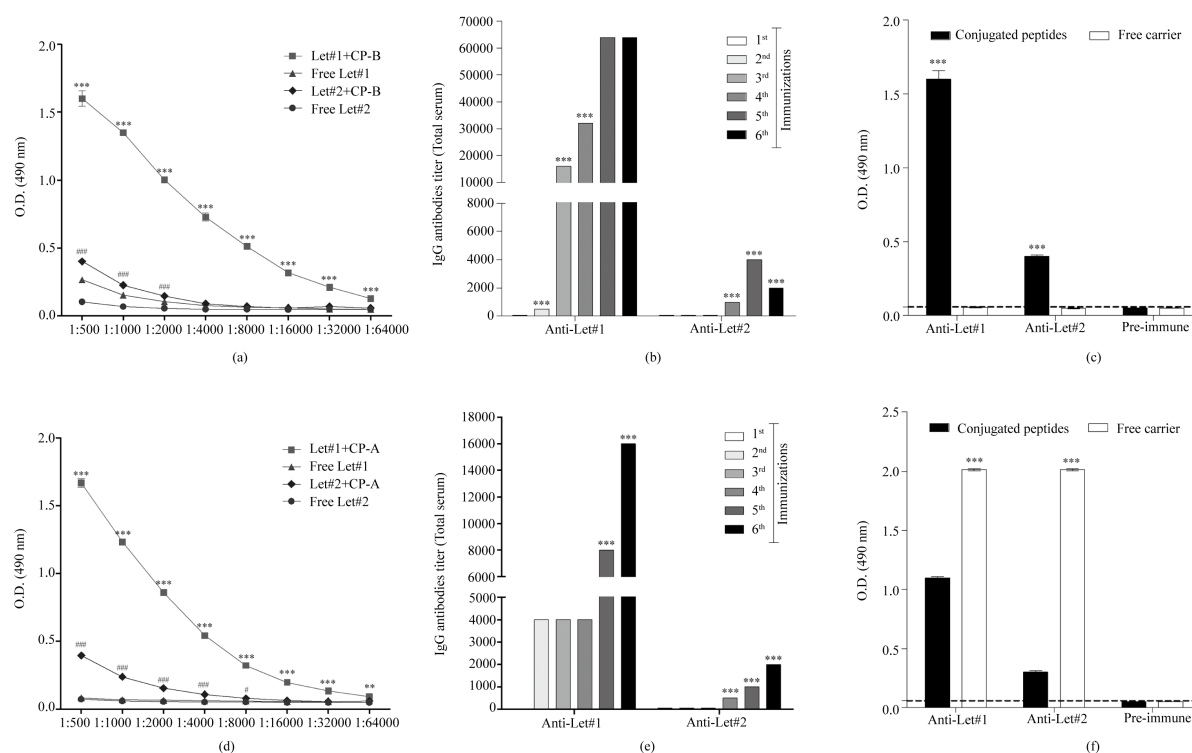 2.0
1.5
1.0
0.5
0.0
O.D. (490 nm)
***
***
***
***
***
***
***
***
###
###
###
Let#1+CP-B
Free Let#1
Let#2+CP-B
Free Let#2
1:500 1:1000 1:2000 1:4000 1:8000 1:16000 1:32000 1:64000
(a)
70000
60000
50000
40000
30000
20000
10000
8000
6000
4000
2000
0
IgG antibodies titer (Total serum)
***
***
***
***
***
***
1st
2nd
3rd
4th
5th
6th
Immunizations
Anti-Let#1 Anti-Let#2
(b)
2.0
1.5
1.0
0.5
0.0
O.D. (490 nm)
Conjugated peptides Free carrier
***
***
Anti-Let#1 Anti-Let#2 Pre-immune
(c)
2.0
1.5
1.0
0.5
0.0
O.D. (490 nm)
***
***
***
***
***
***
***
**
###
###
###
###
#
Let#1+CP-A
Free Let#1
Let#2+CP-A
Free Let#2
1:500 1:1000 1:2000 1:4000 1:8000 1:16000 1:32000 1:64000
(d)
18000
16000
14000
12000
10000
8000
6000
5000
4000
3000
2000
1000
0
IgG antibodies titer (Total serum)
***
***
***
***
***
1st
2nd
3rd
4th
5th
6th
Immunizations
Anti-Let#1 Anti-Let#2
(e)
2.5
2.0
1.5
1.0
0.5
0.0
O.D. (490 nm)
Conjugated peptides Free carrier
*** ***
Anti-Let#1 Anti-Let#2 Pre-immune
(f)